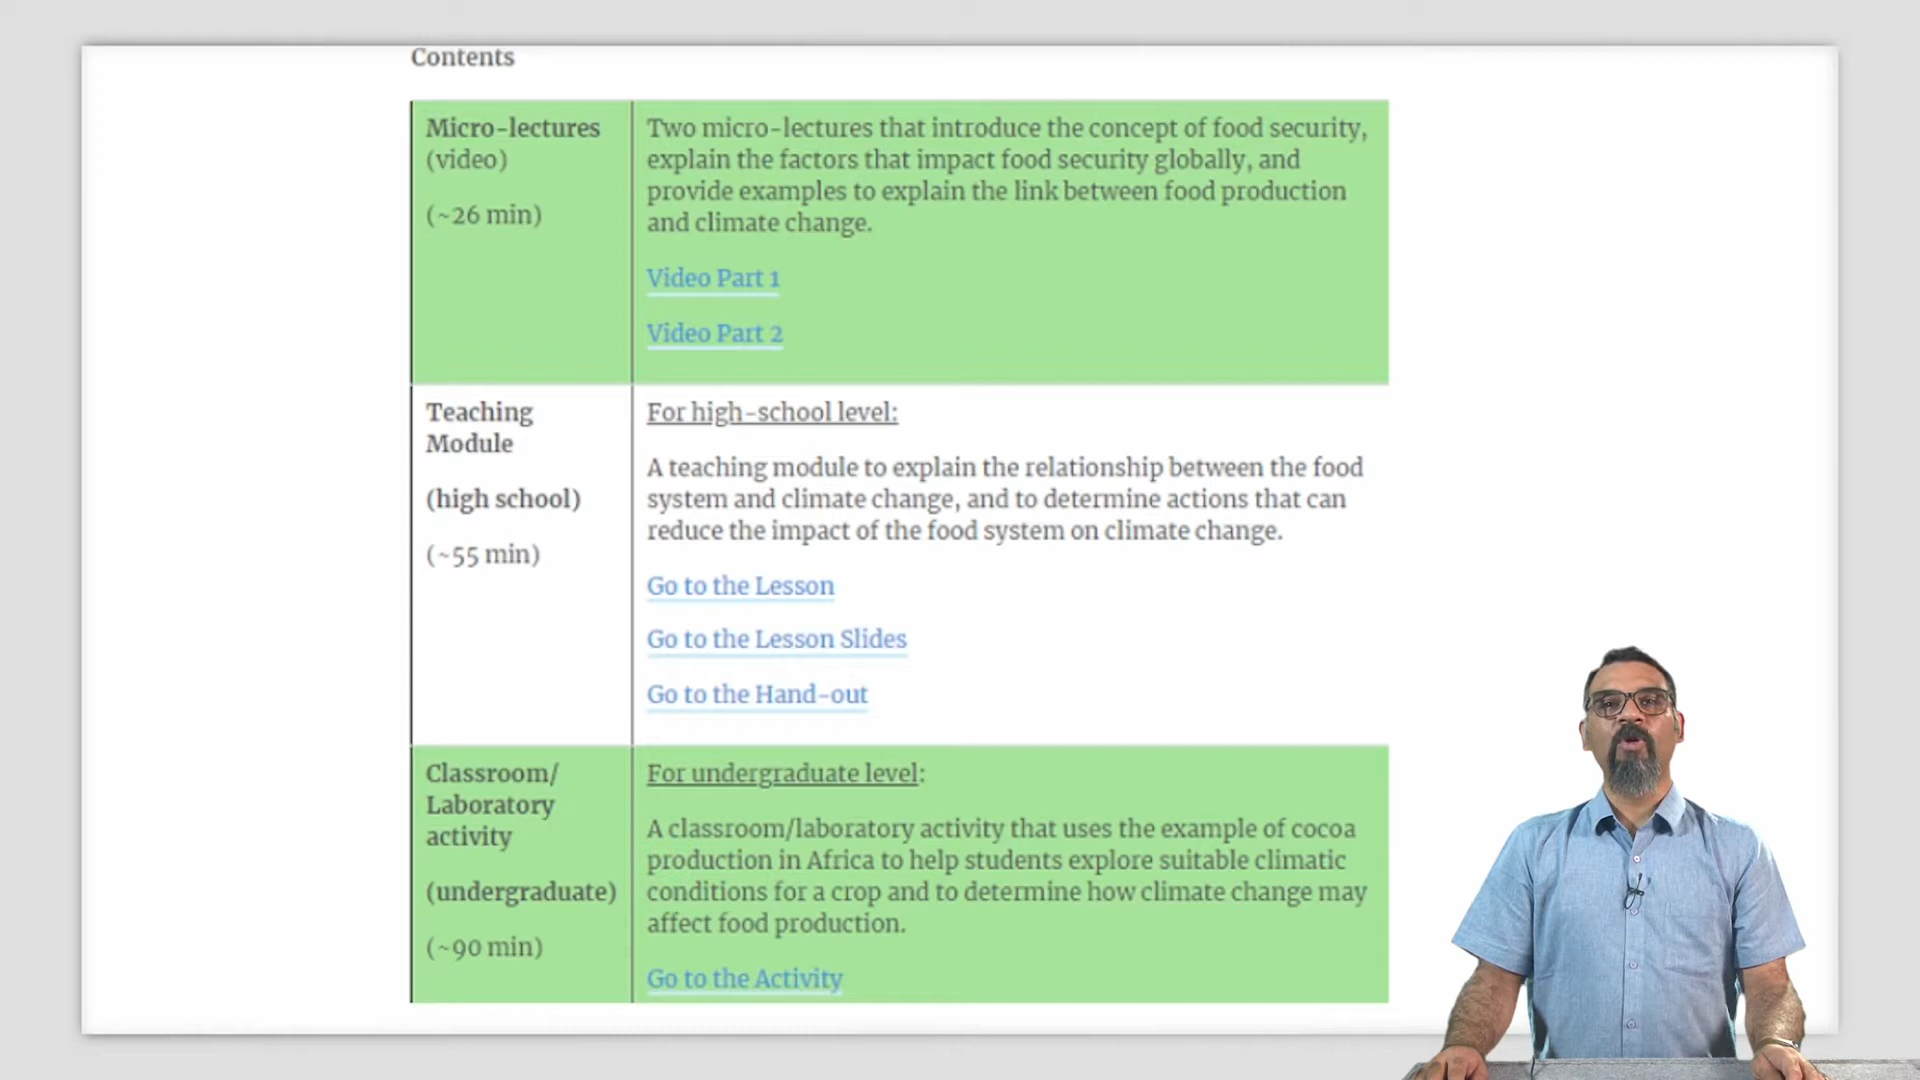 Contents
Micro-lectures
(video)
(~26 min)
Two micro-lectures that introduce the concept of food security,
explain the factors that impact food security globally, and
provide examples to explain the link between food production
and climate change.
Video Part 1
Video Part 2
Teaching
Module
(high school)
(~55 min)
For high-school level:
A teaching module to explain the relationship between the food
system and climate change, and to determine actions that can
reduce the impact of the food system on climate change.
Go to the Lesson
Go to the Lesson Slides
Go to the Hand-out
Classroom/
Laboratory
activity
(undergraduate)
(~90 min)
For undergraduate level:
A classroom/laboratory activity that uses the example of cocoa
production in Africa to help students explore suitable climatic
conditions for a crop and to determine how climate change may
affect food production.
Go to the Activity